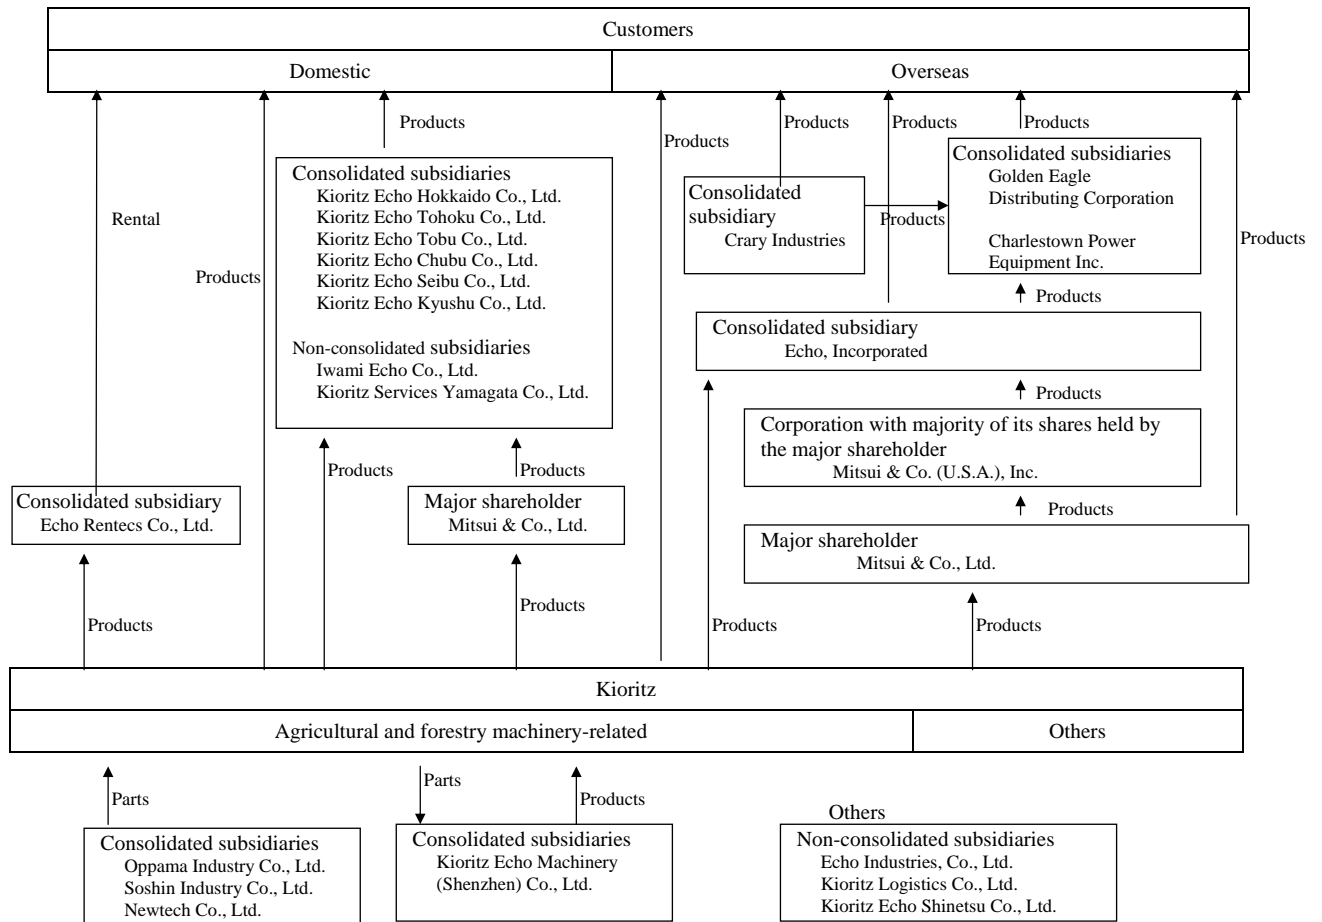 Customers
Domestic
Overseas
Products
Products
Products
Products
Products
Consolidated subsidiaries
Kioritz Echo Hokkaido Co., Ltd.
Kioritz Echo Tohoku Co., Ltd.
Kioritz Echo Tobu Co., Ltd.
Kioritz Echo Chubu Co., Ltd.
Kioritz Echo Seibu Co., Ltd.
Kioritz Echo Kyushu Co., Ltd.
Non-consolidated subsidiaries
Iwami Echo Co., Ltd.
Kioritz Services Yamagata Co., Ltd.
Consolidated
subsidiary
Crary Industries
Products
Consolidated subsidiaries
Golden Eagle
Distributing Corporation
Charlestown Power
Equipment Inc.
Rental
Products
Products
Products
Consolidated subsidiary
Echo, Incorporated
Products
Corporation with majority of its shares held by
the major shareholder
Mitsui & Co. (U.S.A.), Inc.
Products
Products
Consolidated subsidiary
Echo Rentecs Co., Ltd.
Major shareholder
Mitsui & Co., Ltd.
Products
Major shareholder
Mitsui & Co., Ltd.
Products
Products
Products
Products
Kioritz
Agricultural and forestry machinery-related
Others
Parts
Parts
Products
Consolidated subsidiaries
Oppama Industry Co., Ltd.
Soshin Industry Co., Ltd.
Newtech Co., Ltd.
Consolidated subsidiaries
Kioritz Echo Machinery
(Shenzhen) Co., Ltd.
Others
Non-consolidated subsidiaries
Echo Industries, Co., Ltd.
Kioritz Logistics Co., Ltd.
Kioritz Echo Shinetsu Co., Ltd.